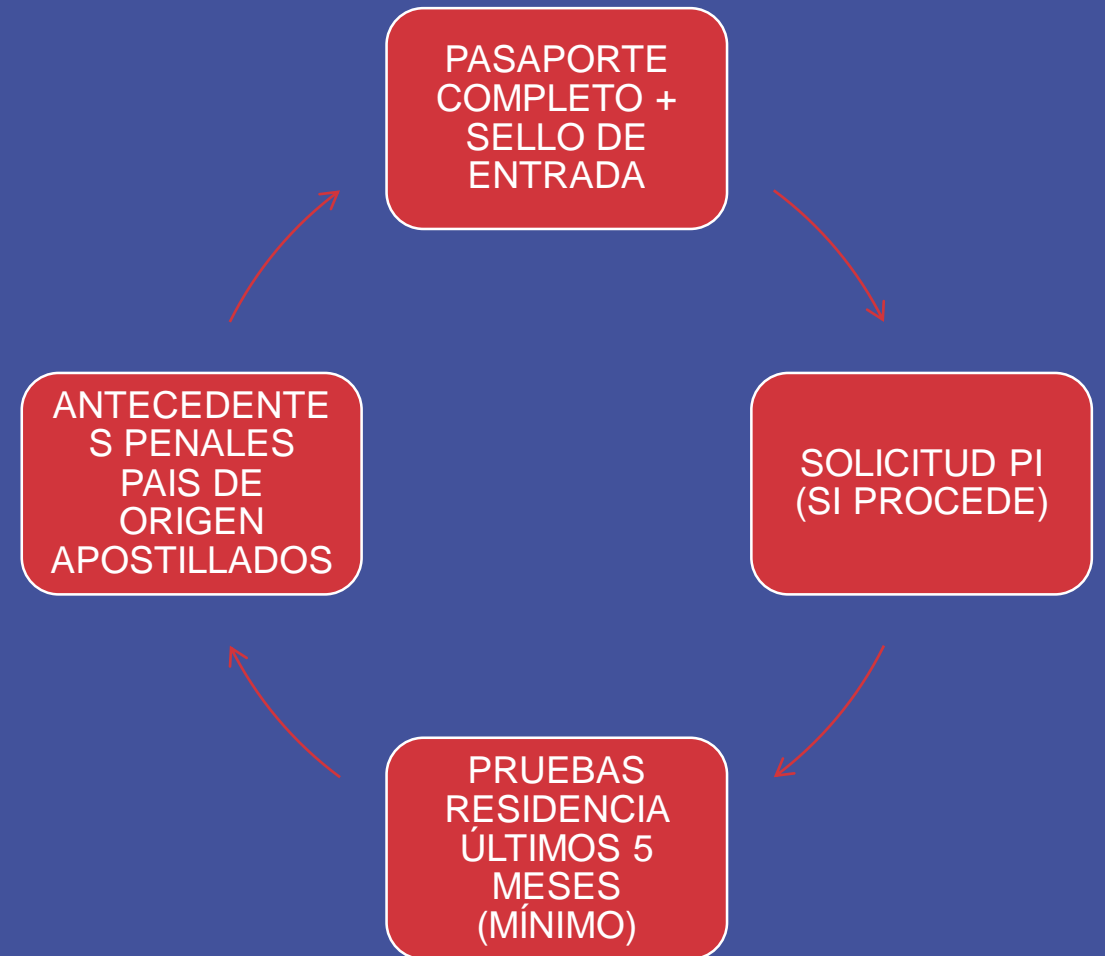 PASAPORTE
COMPLETO +
SELLO DE
ENTRADA
SOLICITUD PI
(SI PROCEDE)
PRUEBAS
RESIDENCIA
ÚLTIMOS 5
MESES
(MÍNIMO)
ANTECEDENTE
S PENALES
PAIS DE
ORIGEN
APOSTILLADOS